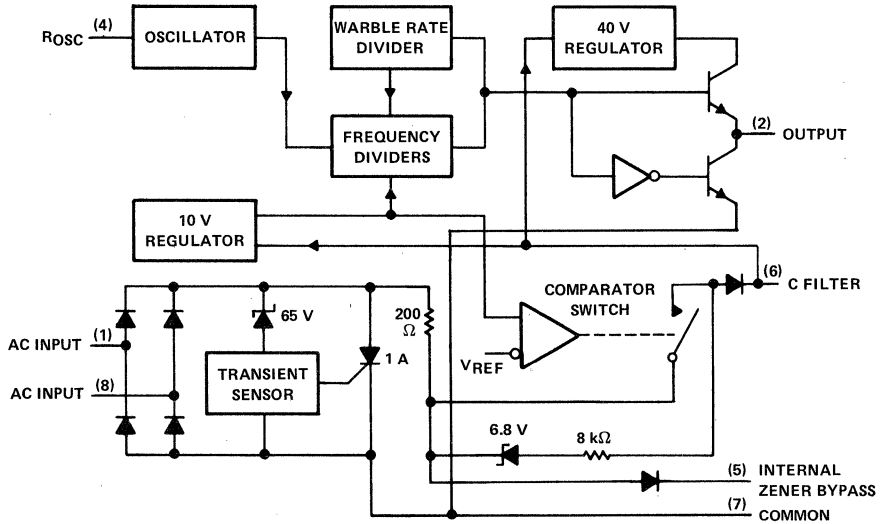 ROSC (4)
OSCILLATOR
WARBLE RATE
DIVIDER
40 V
REGULATOR
FREQUENCY
DIVIDERS
(2)
OUTPUT
10 V
REGULATOR
(6)
C FILTER
COMPARATOR
SWITCH
65 V
200
Ω
AC INPUT (1)
1 A
VREF
TRANSIENT
SENSOR
AC INPUT (8)
6.8 V
8 kΩ
(5) INTERNAL
ZENER BYPASS
(7) COMMON